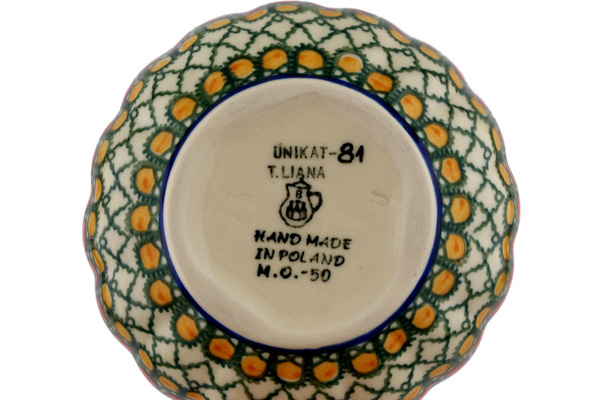 UNIKAT-81
T.LIANA
HAND MADE
IN POLAND
M.O.-50